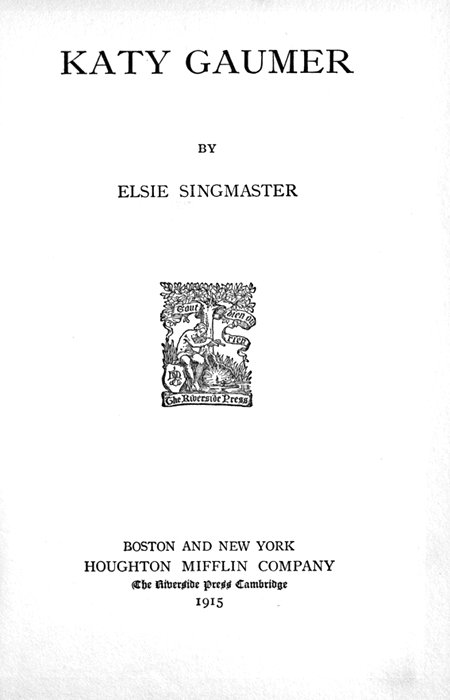 KATY GAUMER
BY
ELSIE SINGMASTER
Tout bien ou
rien
The Riverside Press
BOSTON AND NEW YORK
HOUGHTON MIFFLIN COMPANY
The Riverside Press Cambridge
1915